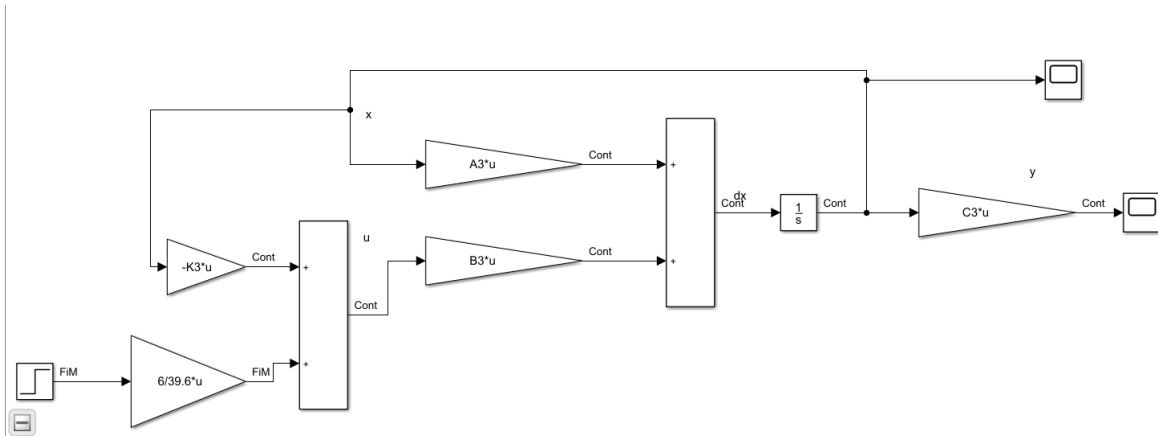 x
A3*u
Cont
+
dx
Cont
1
s
Cont
y
C3*u
Cont
-K3*u
Cont
+
u
Cont
B3*u
Cont
+
FiM
6/39.6*u
FiM
+